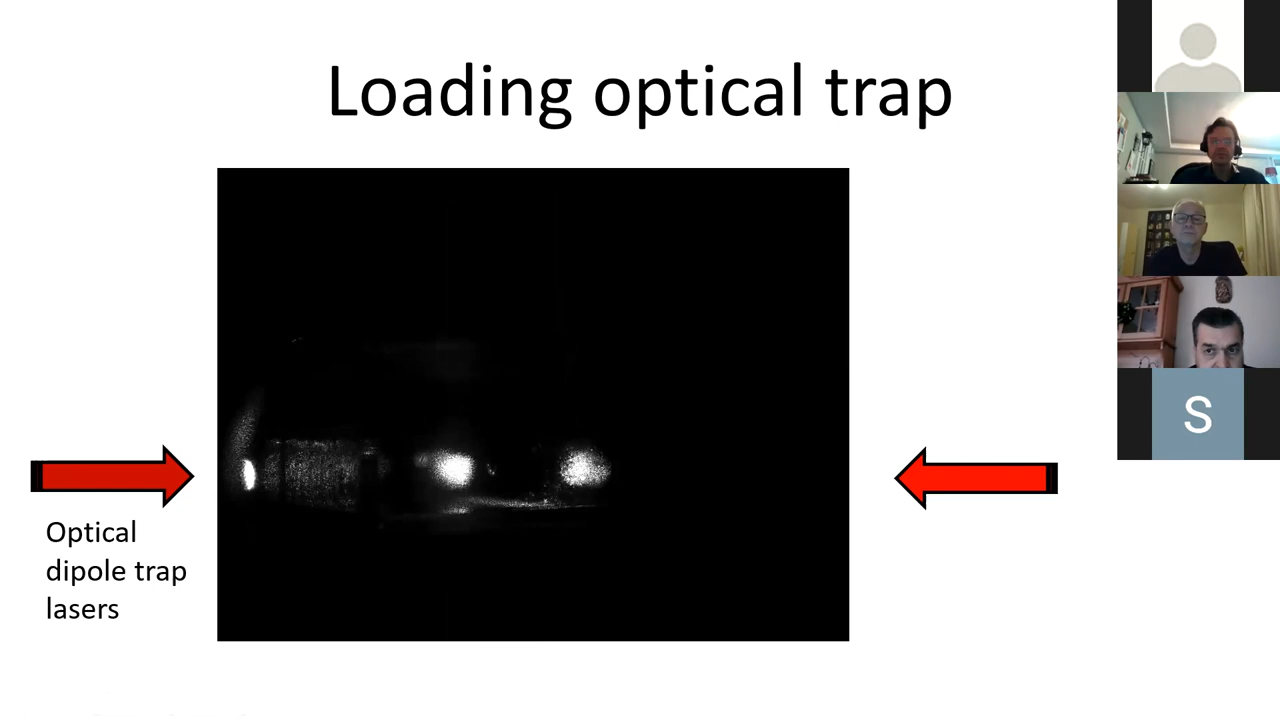 Loading optical trap
Optical
dipole trap
lasers
S